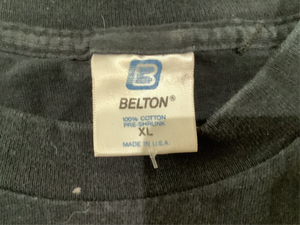 B
BELTON®
100% COTTON
PRE-SHRUNK
XL
MADE IN U.S.A.